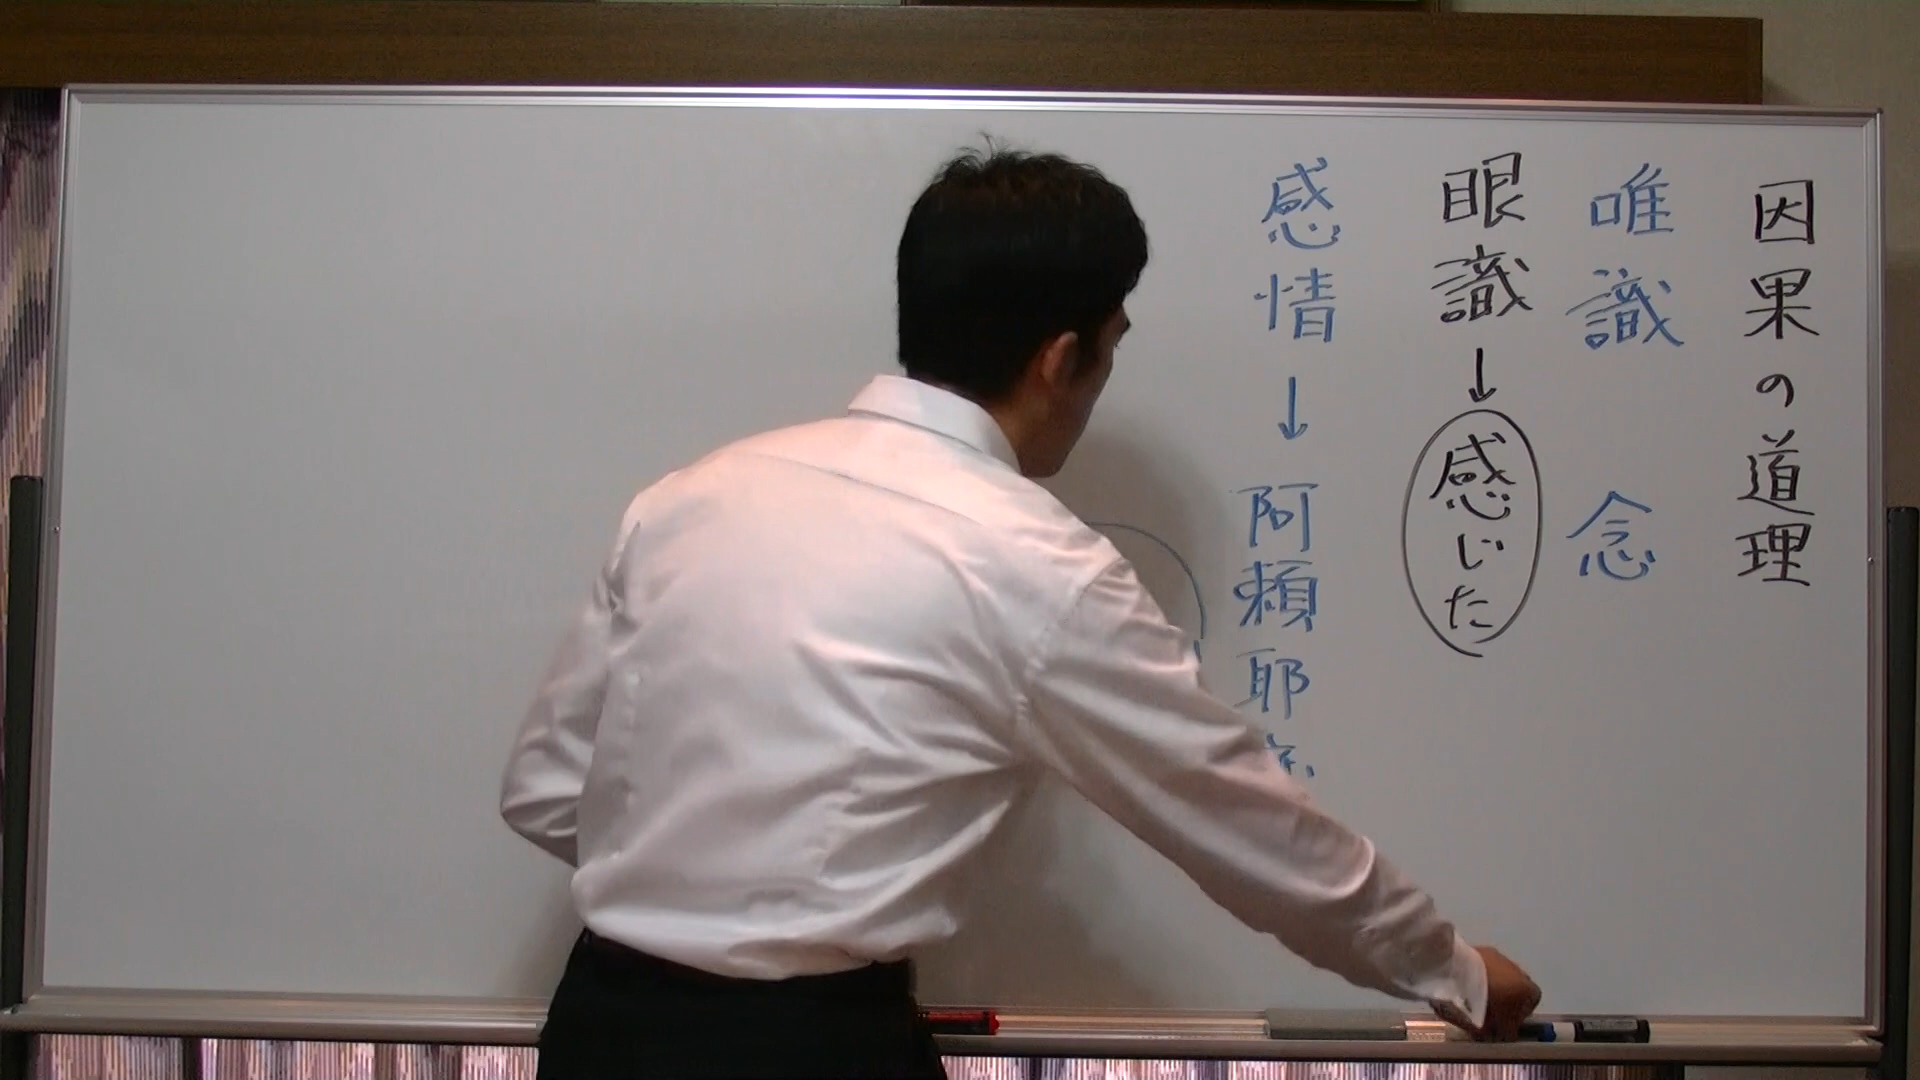 因果の道理
唯識 念
眼識→感じた
感情→阿頼耶